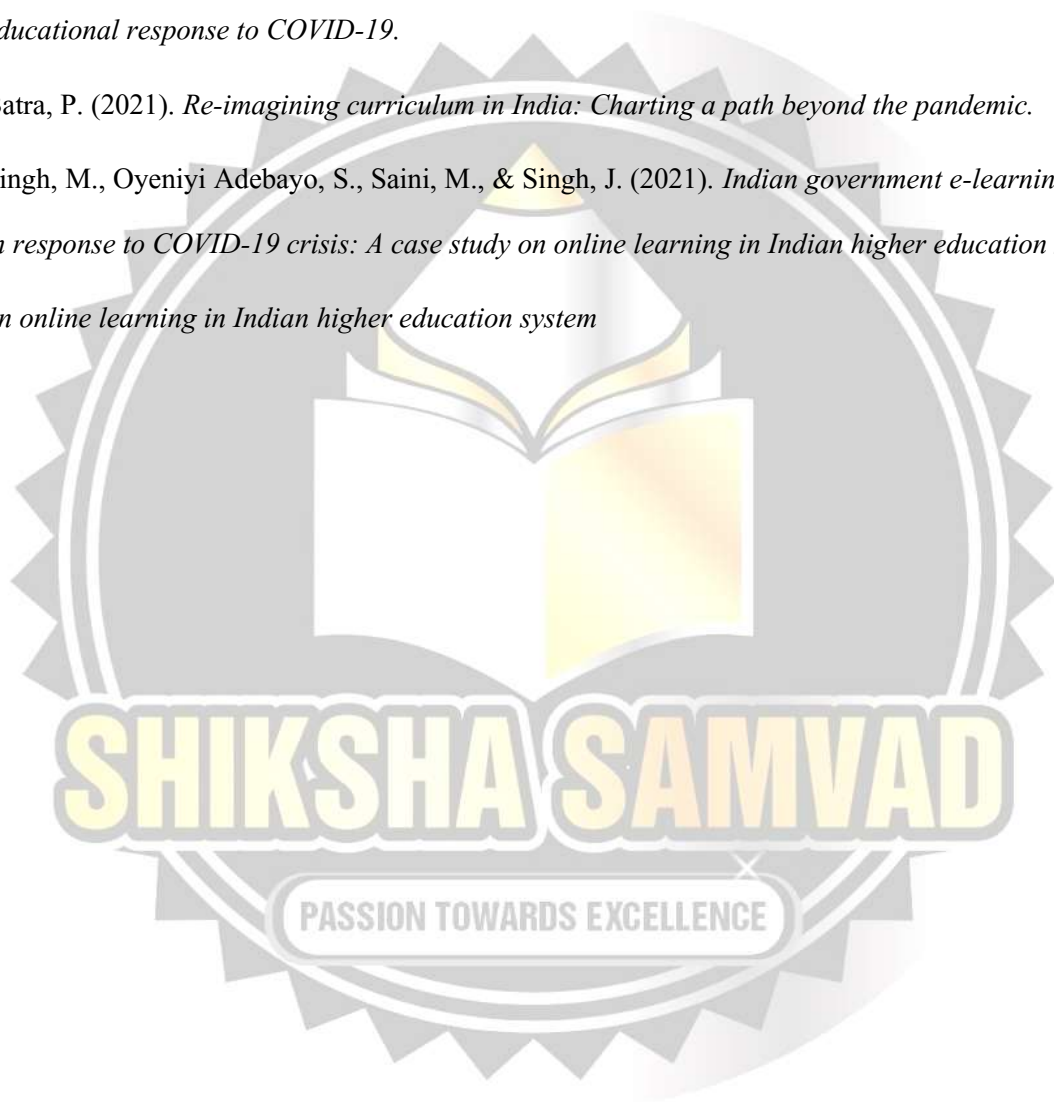 ducational response to COVID-19.
atra, P. (2021). Re-imagining curriculum in India: Charting a path beyond the pandemic.
ingh, M., Oyeniyi Adebayo, S., Saini, M., & Singh, J. (2021). Indian government e-learnin
n response to COVID-19 crisis: A case study on online learning in Indian higher education
n online learning in Indian higher education system
SHIKSHA SAMVAD
PASSION TOWARDS EXCELLENCE